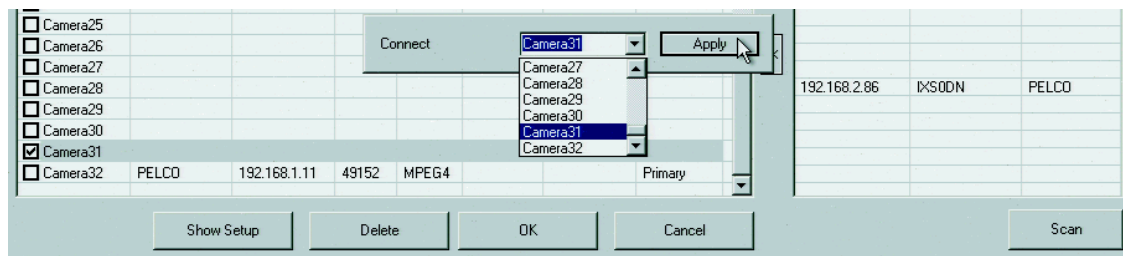 Camera25
Camera26
Camera27
Camera28
Camera29
Camera30
Camera31
Camera32 PELCO 192.168.1.11 49152 MPEG4 Primary
Connect Camera31 Apply
Camera27
Camera28
Camera29
Camera30
Camera31
Camera32
192.168.2.86 IXS0DN PELCO
Show Setup Delete OK Cancel Scan